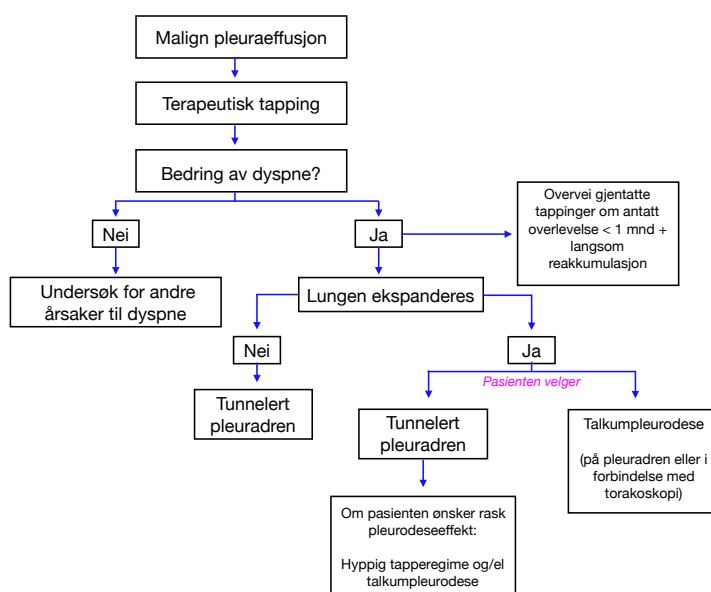 Malign pleuraeffusjon
Terapeutisk tapping
Bedring av dyspne?
Nei
Ja
Overvei gjentatte
tappinger om antatt
overlevelse < 1 mnd +
langsom
reakkumulasjon
Undersøk for andre
årsaker til dyspne
Lungen ekspanderes
Nei
Ja
Pasienten velger
Tunnelert
pleuradren
Tunnelert
pleuradren
Talkumpleurodese
(på pleuradren eller i
forbindelse med
torakoskopi)
Om pasienten ønsker rask
pleurodeseeffekt:
Hyppig tapperegime og/el
talkumpleurodese